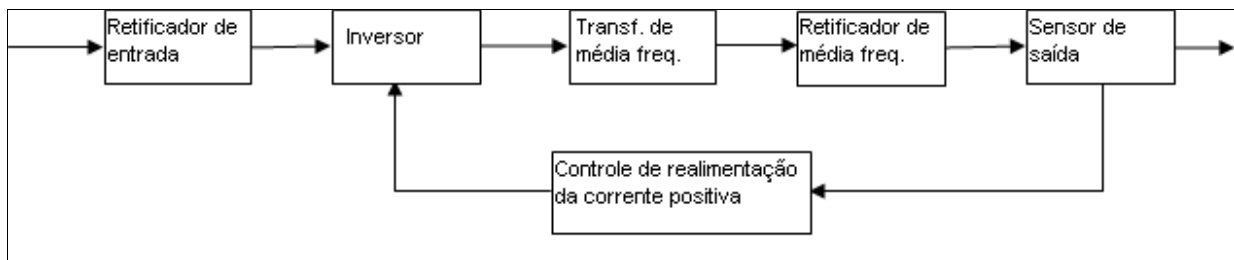 Retificador de
entrada
Inversor
Transf. de
média freq.
Retificador de
média freq.
Sensor de
saída
Controle de realimentação
da corrente positiva